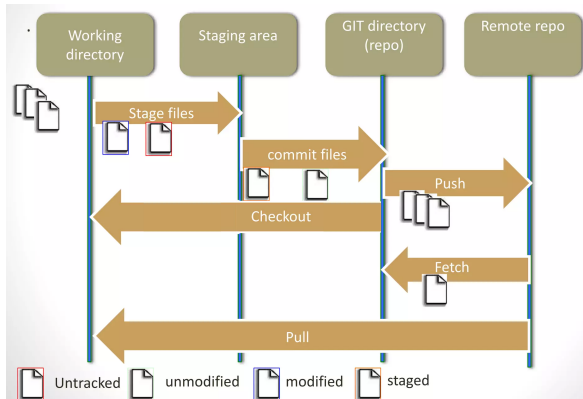 Working
directory
Staging area
GIT directory
(repo)
Remote repo
Stage files
commit files
Push
Checkout
Fetch
Pull
Untracked
unmodified
modified
staged